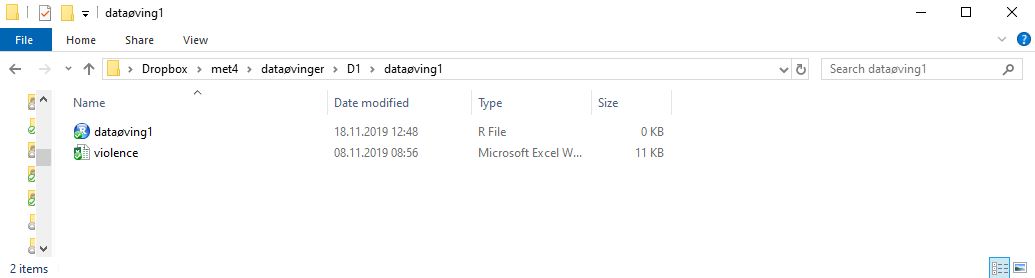 dataøving1
File Home Share View
Dropbox met4 dataøvinger D1 dataøving1 Search dataøving1
Name Date modified Type Size
dataøving1 18.11.2019 12:48 R File 0 KB
violence 08.11.2019 08:56 Microsoft Excel W... 11 KB
2 items